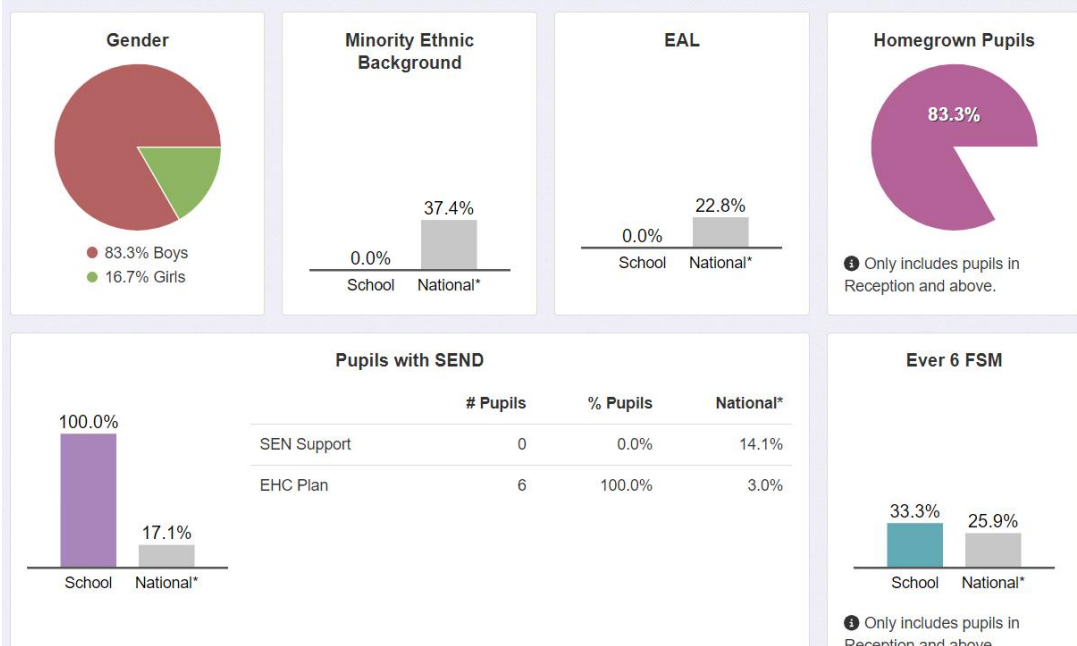 Gender
83.3% Boys
16.7% Girls
Minority Ethnic
Background
37.4%
0.0%
School National*
EAL
22.8%
0.0%
School National*
Homegrown Pupils
83.3%
Only includes pupils in
Reception and above.
Pupils with SEND
100.0%
17.1%
School National*
# Pupils % Pupils National*
SEN Support 0 0.0% 14.1%
EHC Plan 6 100.0% 3.0%
Ever 6 FSM
33.3%
25.9%
School National*
Only includes pupils in
Reception and above